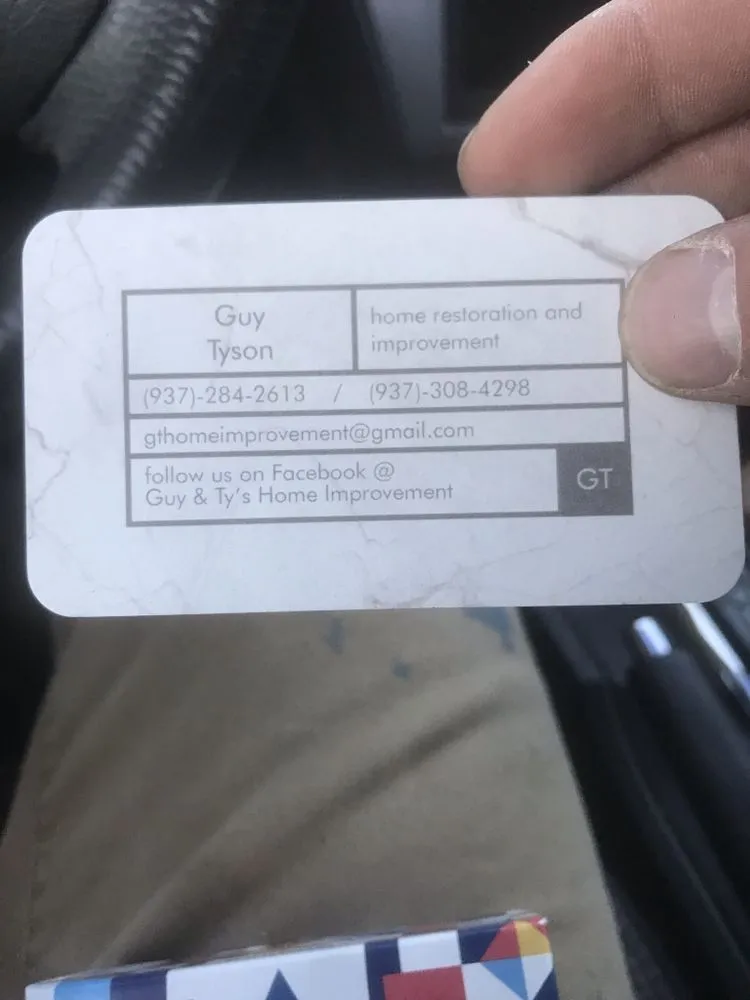 Guy
Tyson
home restoration and
improvement
(937)-284-2613 / (937)-308-4298
gthomeimprovement@gmail.com
follow us on Facebook @
Guy & Ty's Home Improvement
GT